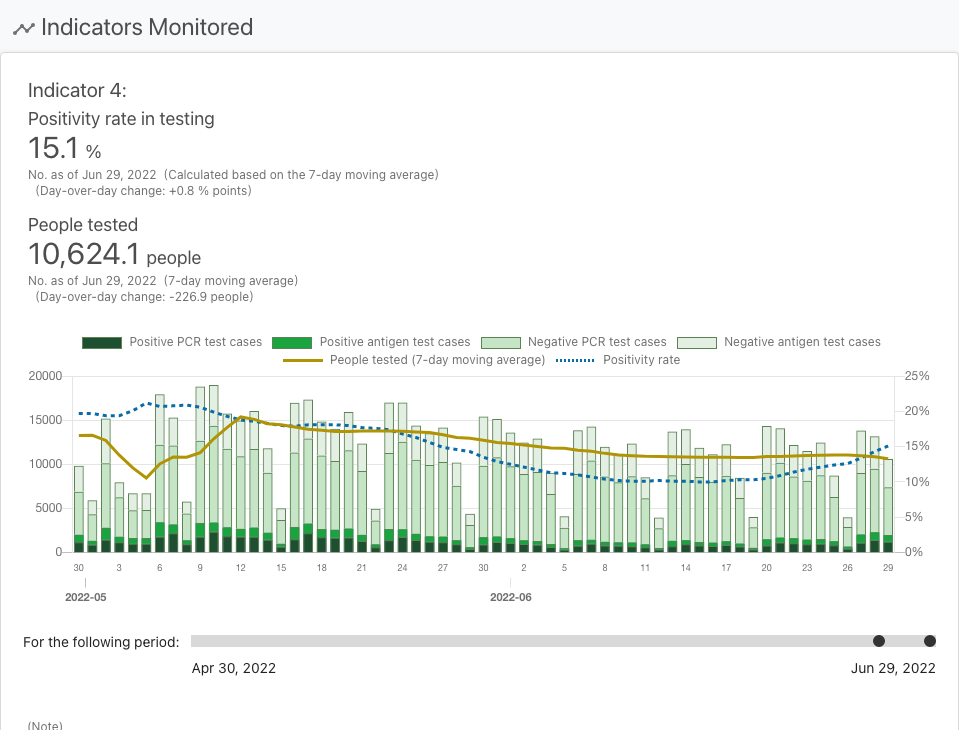 Indicators Monitored
Indicator 4:
Positivity rate in testing
15.1 %
No. as of Jun 29, 2022 (Calculated based on the 7-day moving average)
(Day-over-day change: +0.8 % points)
People tested
10,624.1 people
No. as of Jun 29, 2022 (7-day moving average)
(Day-over-day change: -226.9 people)
Positive PCR test cases Positive antigen test cases Negative PCR test cases Negative antigen test cases
People tested (7-day moving average) Positivity rate
20000 25%
20%
15000
15%
10000
10%
5000
5%
0 0%
30 3 6 9 12 15 18 21 24 27 30 2 5 8 11 14 17 20 23 26 29
2022-05 2022-06
For the following period:
Apr 30, 2022 Jun 29, 2022
(Note)